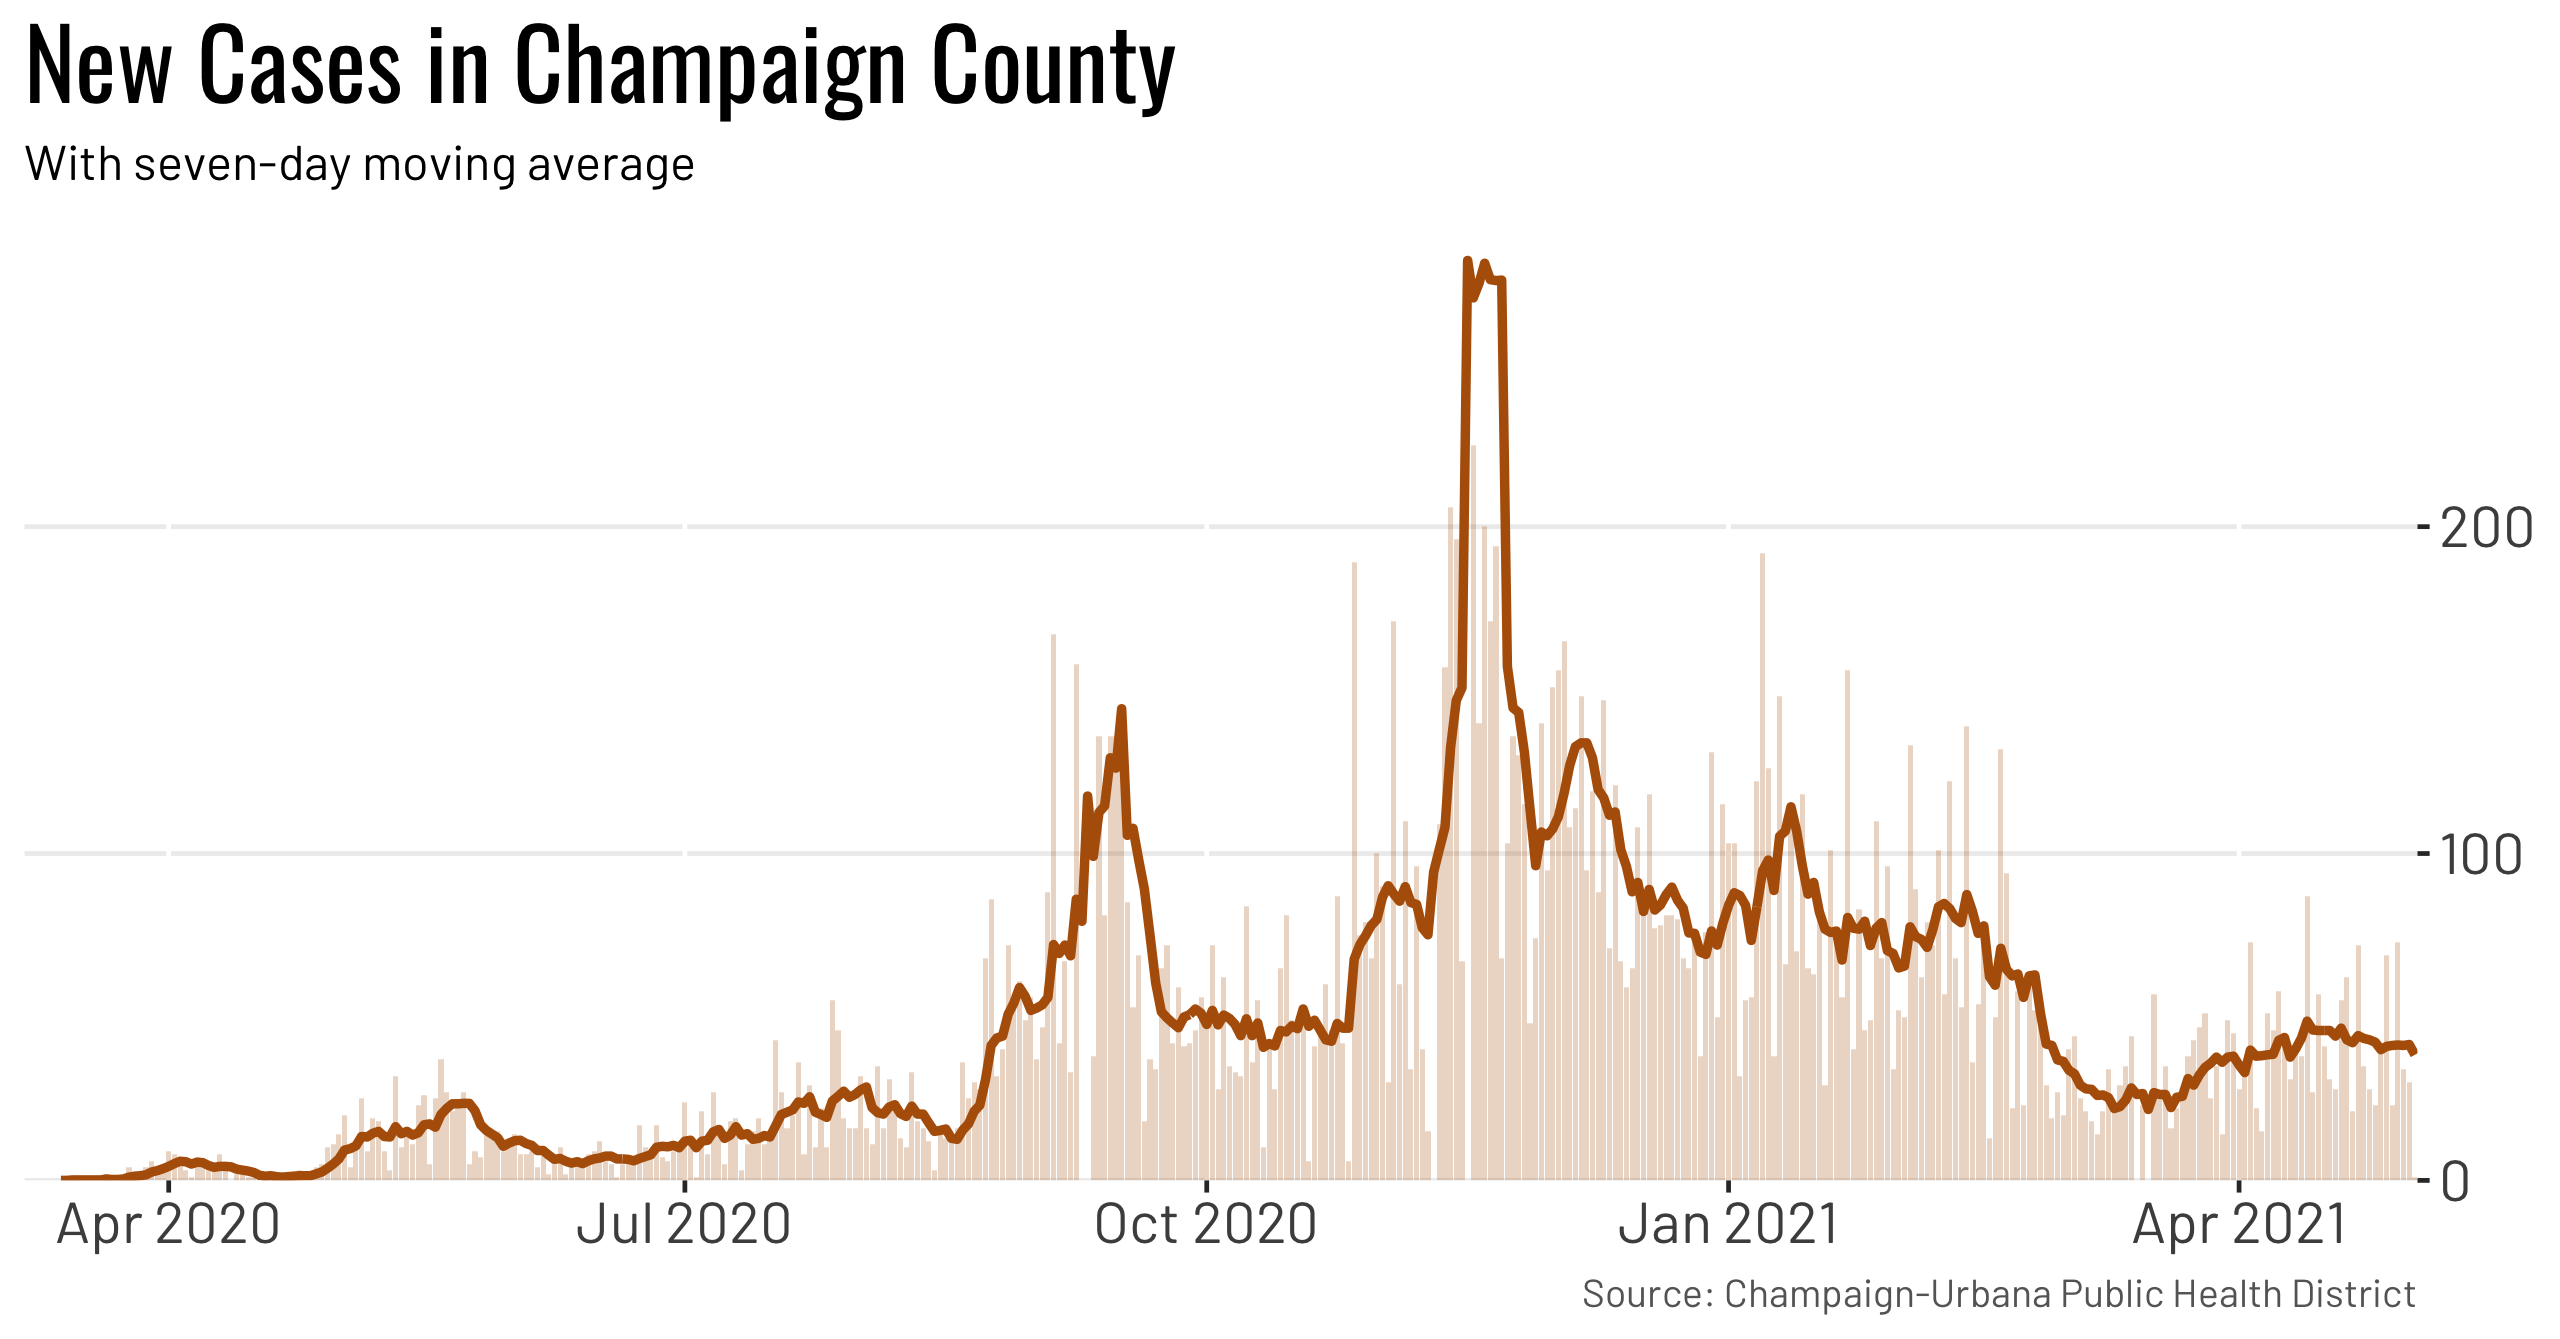 New Cases in Champaign County
With seven-day moving average
200
100
0
Apr 2020
Jul 2020
Oct 2020
Jan 2021
Apr 2021
Source: Champaign-Urbana Public Health District